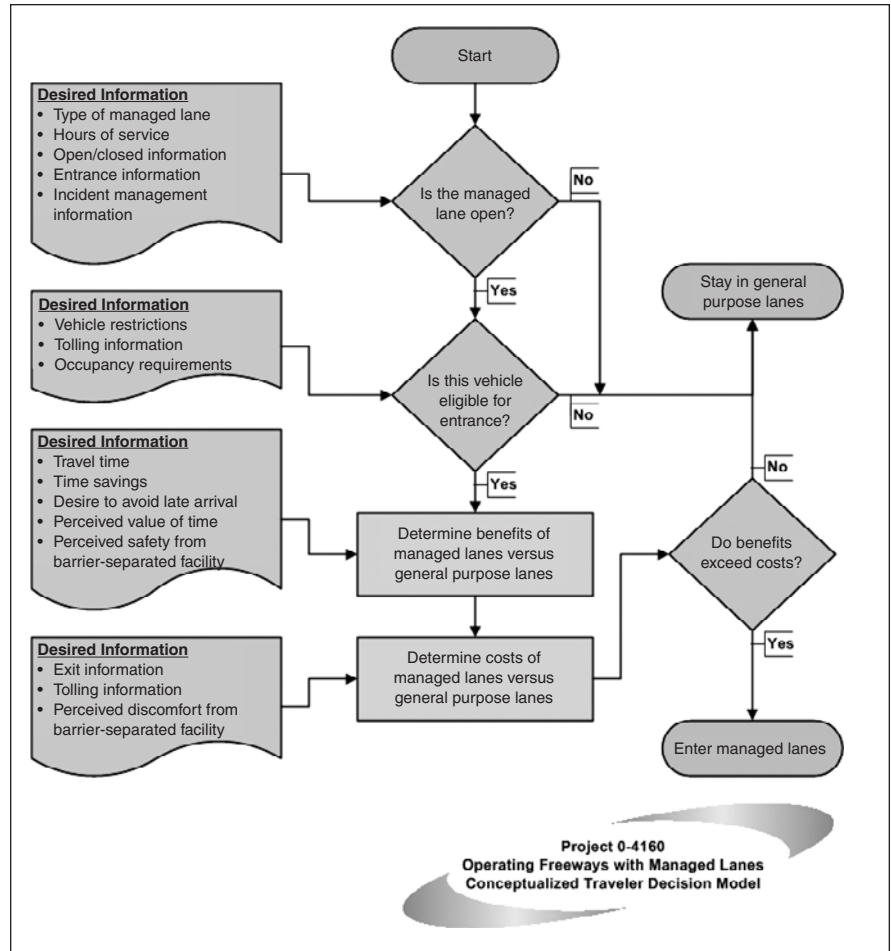 Start
Desired Information
• Type of managed lane
• Hours of service
• Open/closed information
• Entrance information
• Incident management
information
Is the managed
lane open?
No
Yes
Stay in general
purpose lanes
Desired Information
• Vehicle restrictions
• Tolling information
• Occupancy requirements
Is this vehicle
eligible for
entrance?
No
Yes
Desired Information
• Travel time
• Time savings
• Desire to avoid late arrival
• Perceived value of time
• Perceived safety from
barrier-separated facility
Determine benefits of
managed lanes versus
general purpose lanes
No
Do benefits
exceed costs?
Yes
Desired Information
• Exit information
• Tolling information
• Perceived discomfort from
barrier-separated facility
Determine costs of
managed lanes versus
general purpose lanes
Enter managed lanes
Project 0-4160
Operating Freeways with Managed Lanes
Conceptualized Traveler Decision Model